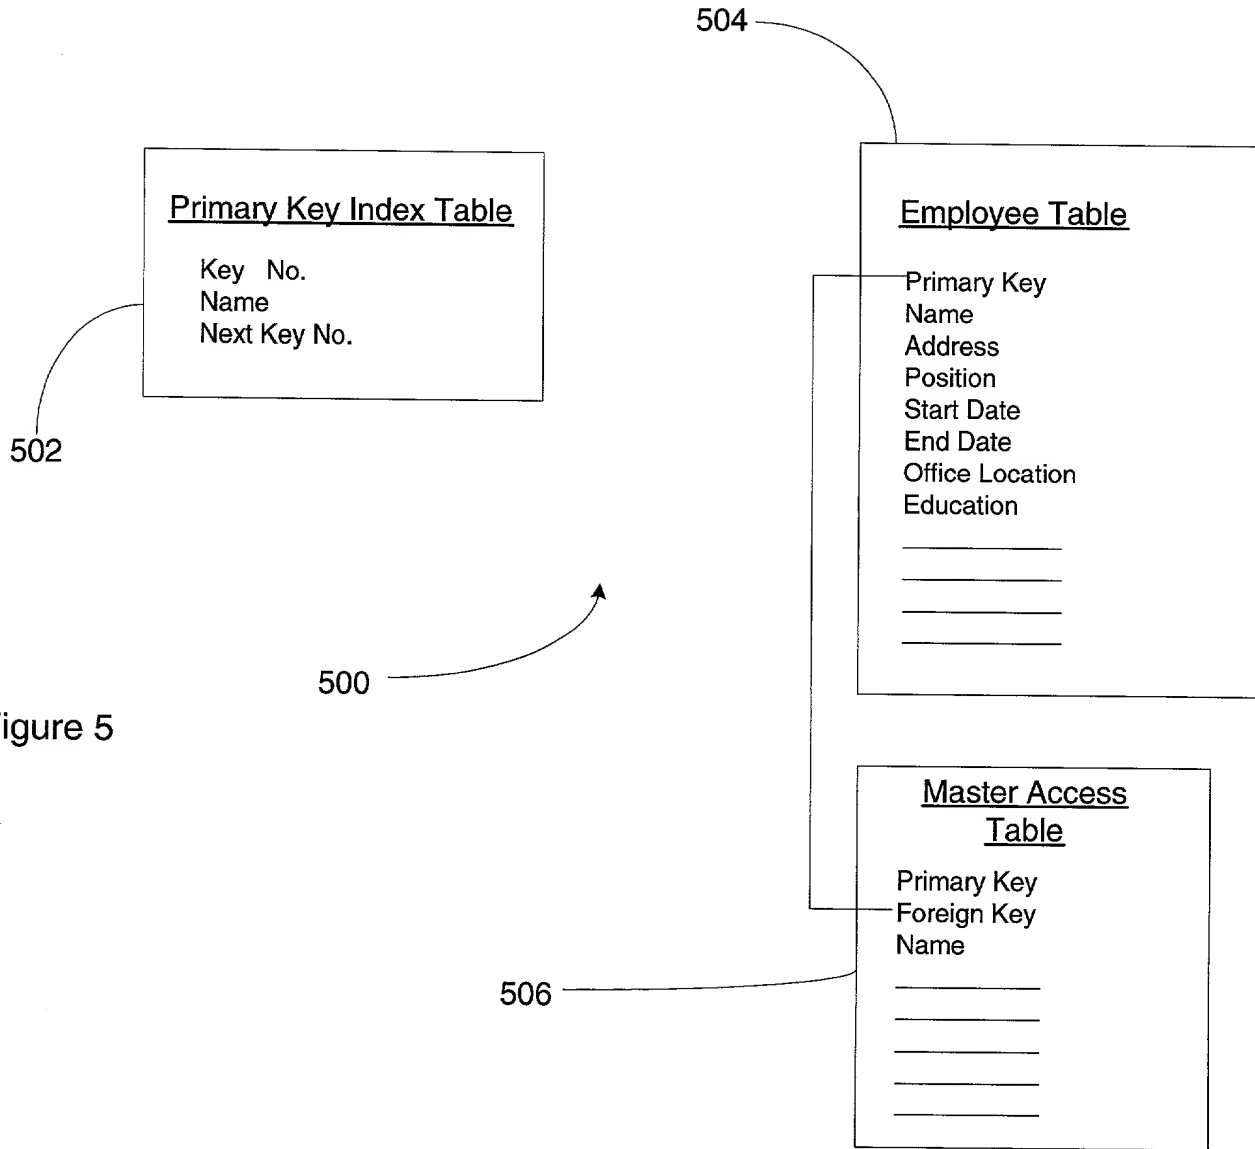 504
Primary Key Index Table
Key No.
Name
Next Key No.
502
Employee Table
Primary Key
Name
Address
Position
Start Date
End Date
Office Location
Education
500
igure 5
Master Access
Table
Primary Key
Foreign Key
Name
506